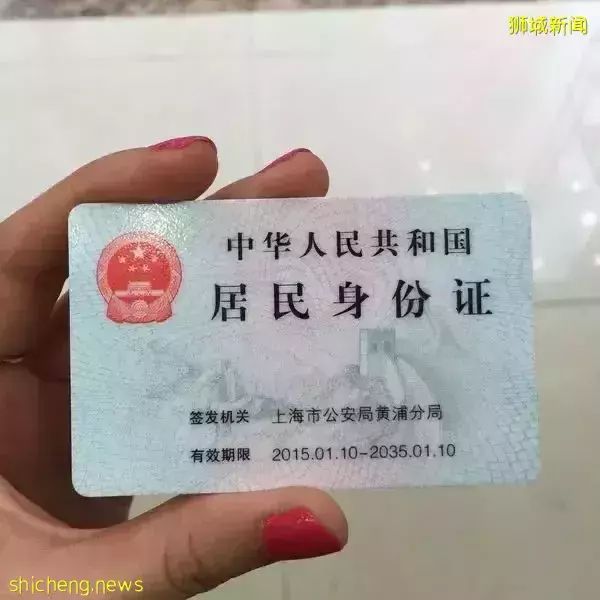 狮城新闻
中华人民共和国
居民身份证
签发机关 上海市公安局黄浦分局
有效期限 2015.01.10-2035.01.10
shicheng.news